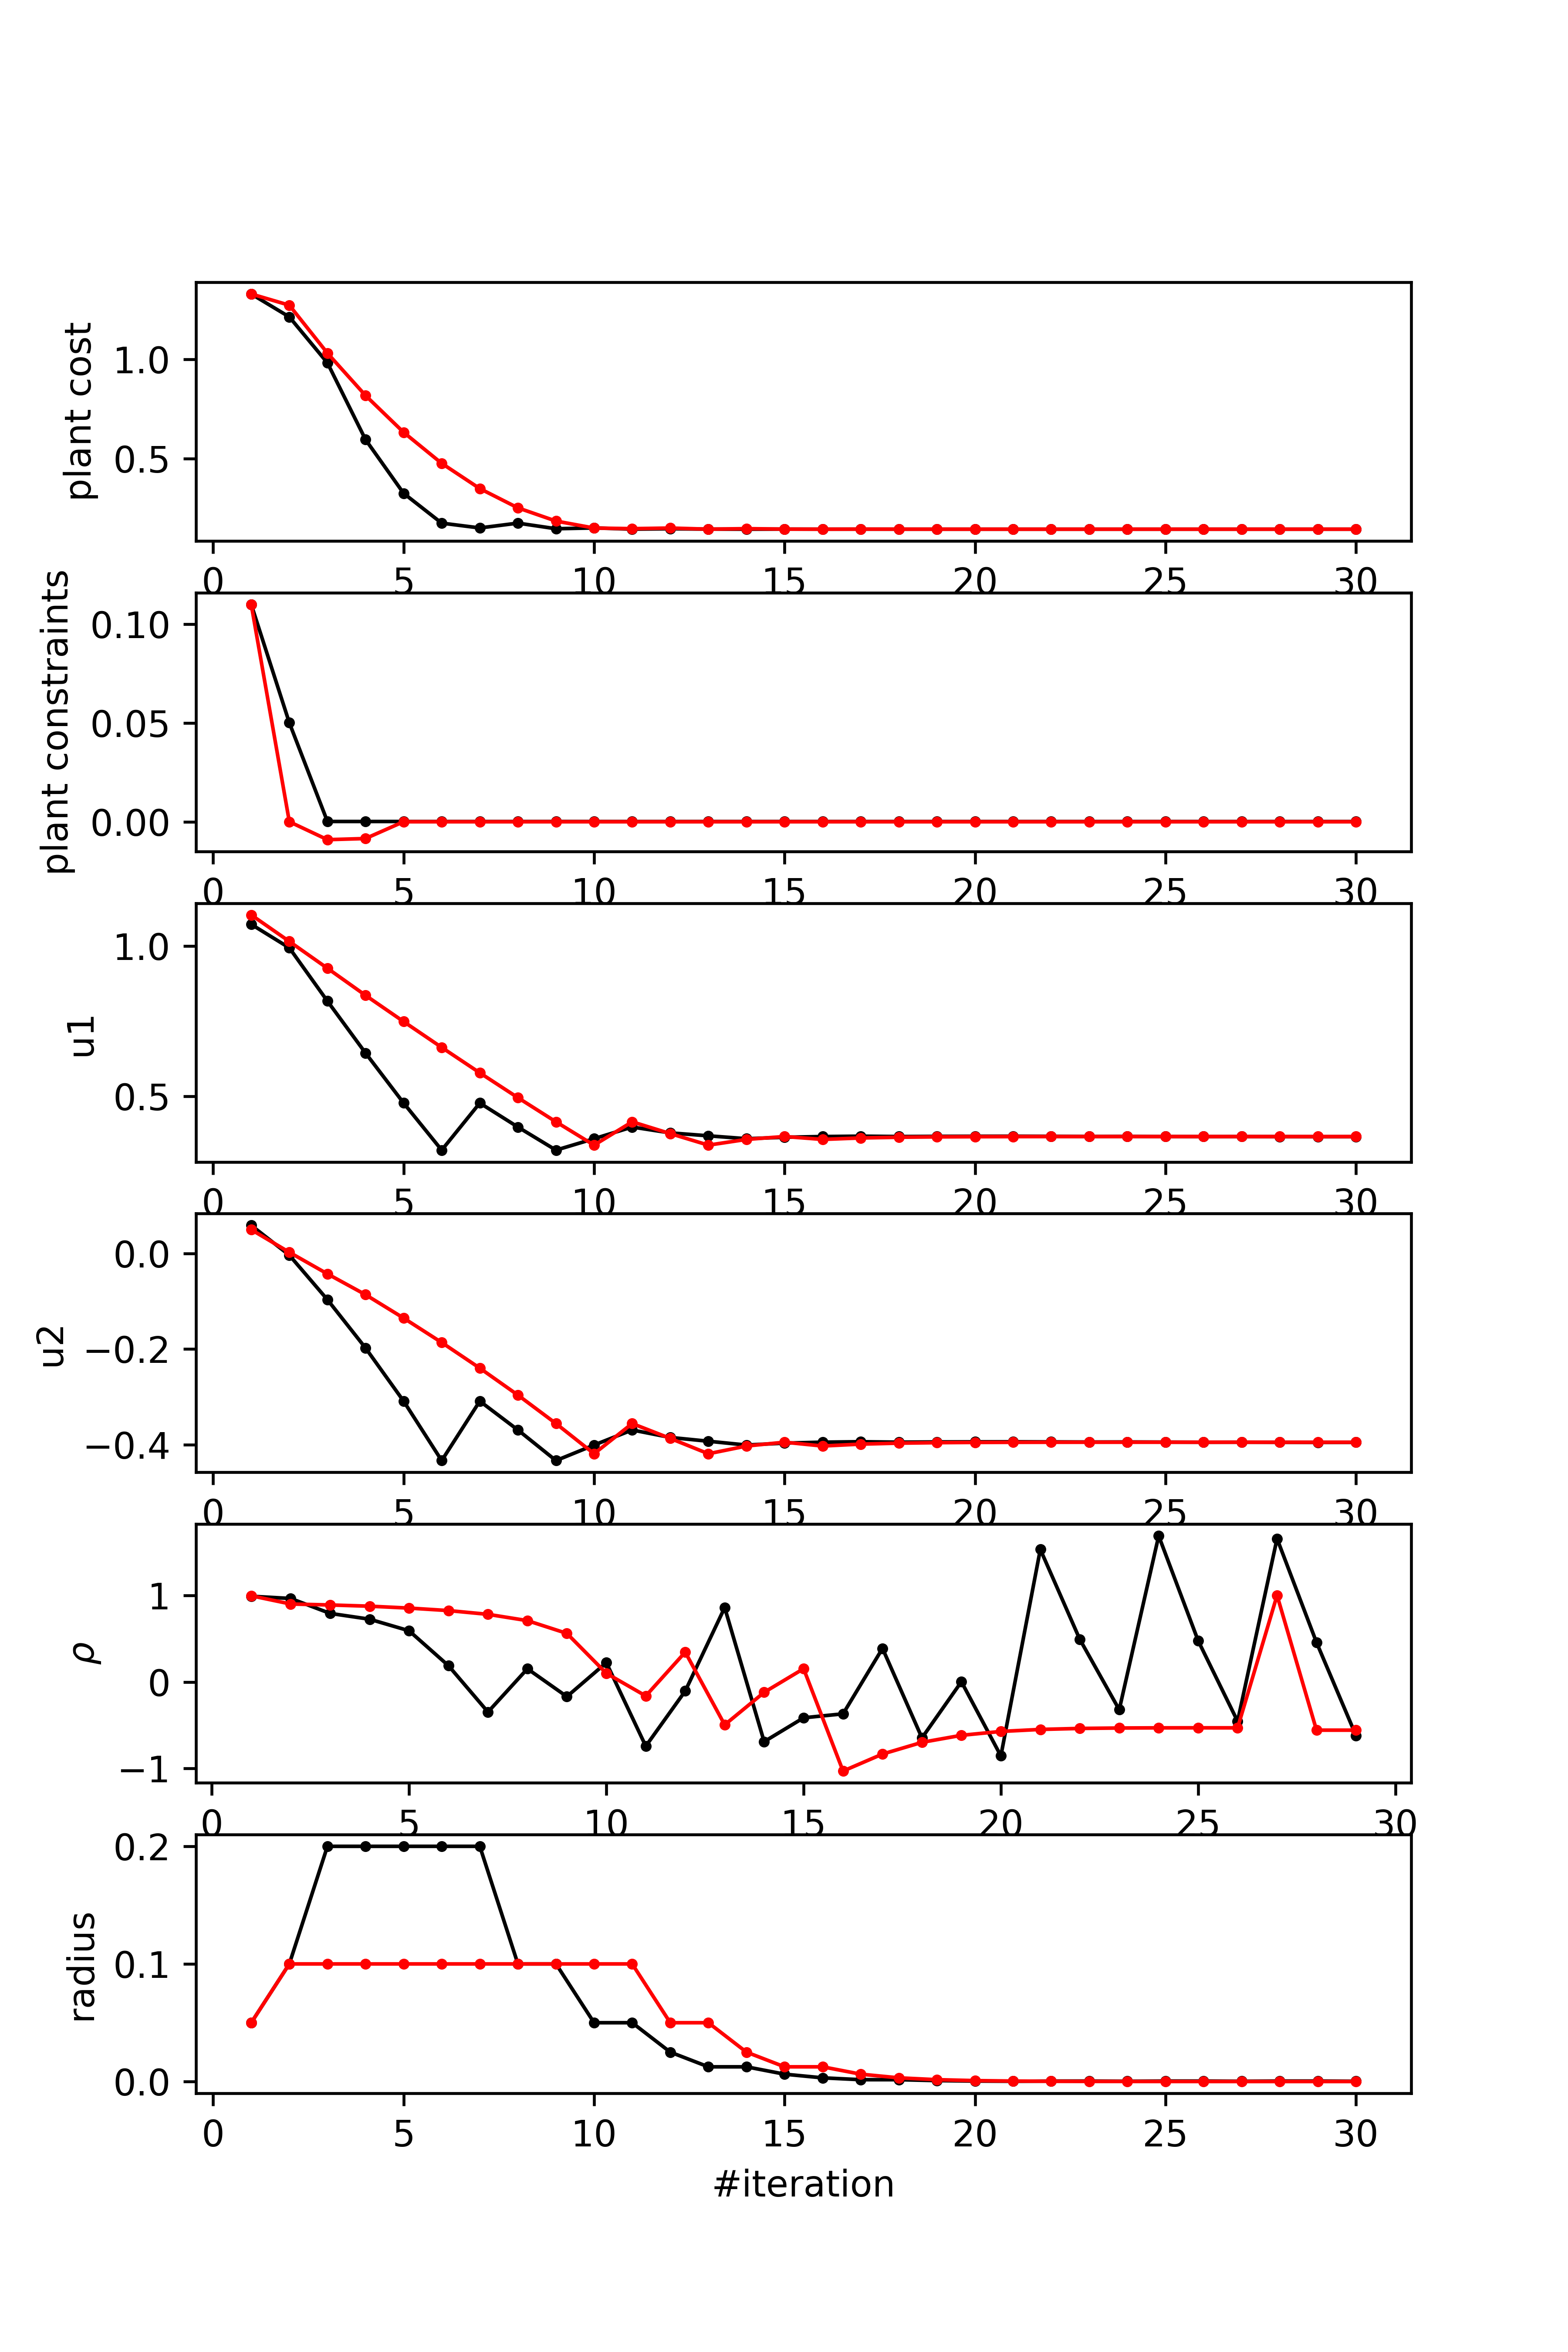 plant cost
1.0
0.5
0 5 10 15 20 25 30
plant constraints
0.10
0.05
0.00
0 5 10 15 20 25 30
u1
1.0
0.5
0 5 10 15 20 25 30
u2
0.0
−0.2
−0.4
0 5 10 15 20 25 30
ρ
1
0
−1
0 5 10 15 20 25 30
radius
0.2
0.1
0.0
0 5 10 15 20 25 30
#iteration